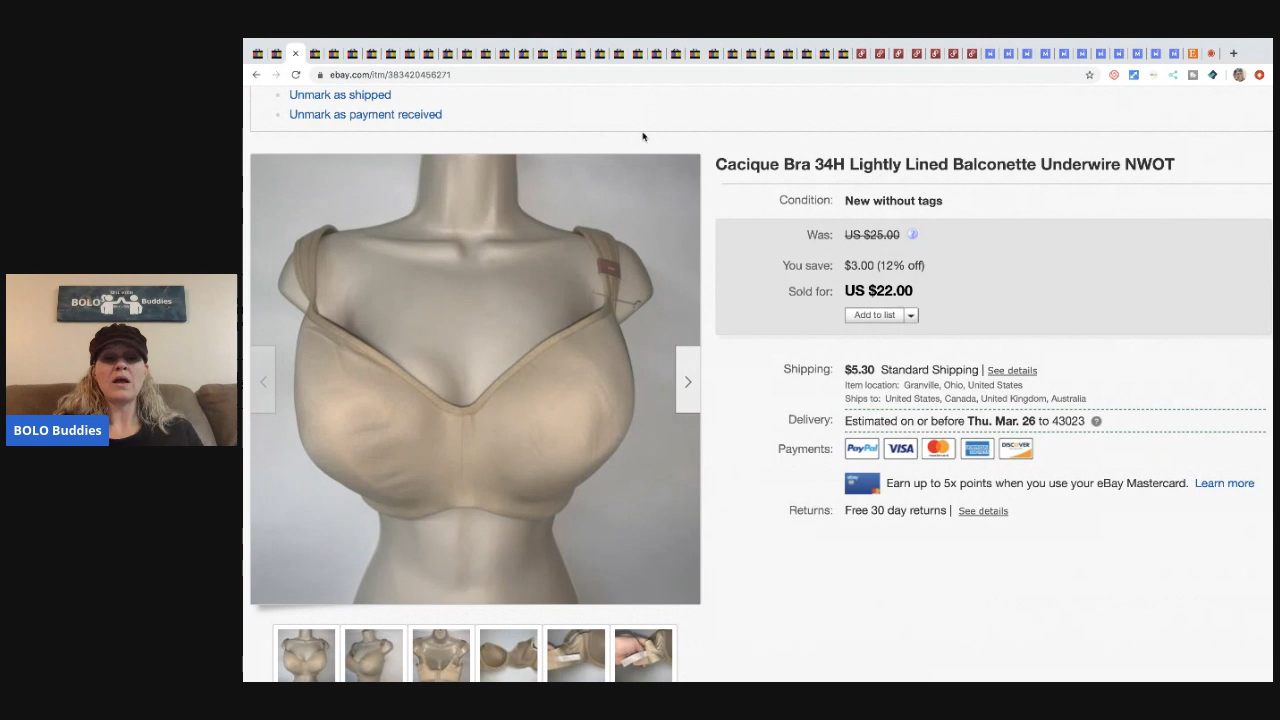 ebay.com/itm/383420456271
Unmark as shipped
Unmark as payment received
Cacique Bra 34H Lightly Lined Balconette Underwire NWOT
Condition: New without tags
Was: US $25.00
You save: $3.00 (12% off)
Sold for: US $22.00
Add to list
Shipping: $5.30 Standard Shipping | See details
Item location: Granville, Ohio, United States
Ships to: United States, Canada, United Kingdom, Australia
Delivery: Estimated on or before Thu. Mar. 26 to 43023
Payments: PayPal VISA MasterCard DISCOVER
Earn up to 5x points when you use your eBay Mastercard. Learn more
Returns: Free 30 day returns | See details
BOLO Buddies
BOLO Buddies